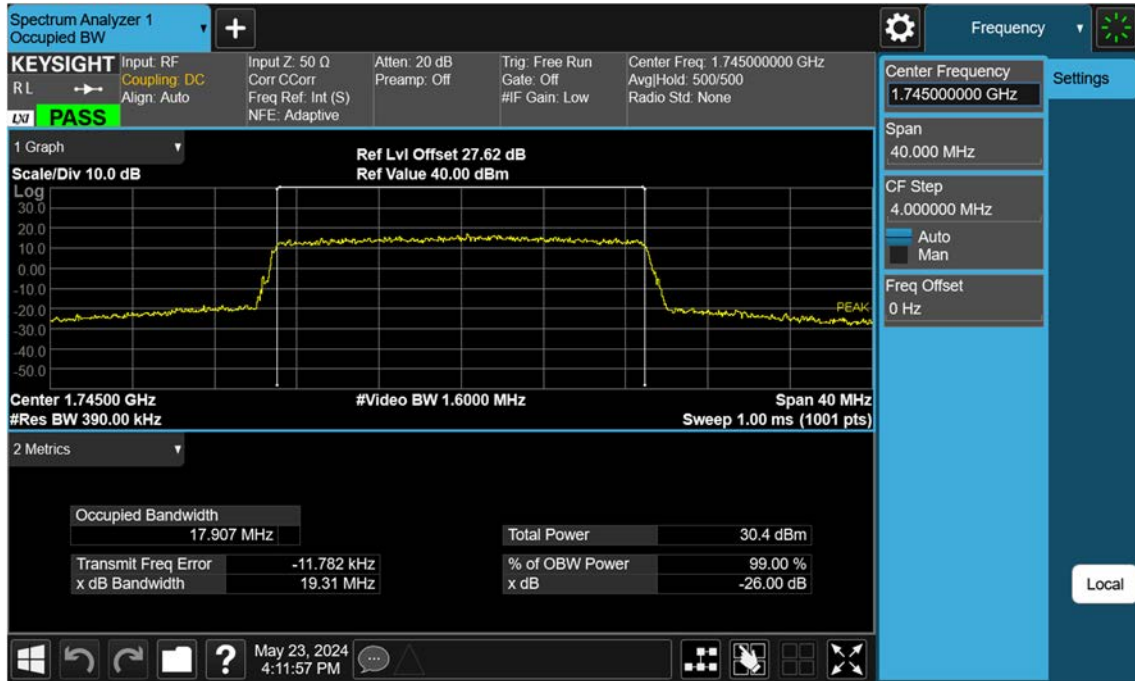 Spectrum Analyzer 1
Occupied BW
Frequency
KEYSIGHT
R L
LXI
PASS
Input: RF
Coupling: DC
Align: Auto
Input Z: 50 Ω
Corr CCorr
Freq Ref: Int (S)
NFE: Adaptive
Atten: 20 dB
Preamp: Off
Trig: Free Run
Gate: Off
#IF Gain: Low
Center Freq: 1.745000000 GHz
Avg|Hold: 500/500
Radio Std: None
Center Frequency
1.745000000 GHz
Settings
Span
40.000 MHz
CF Step
4.000000 MHz
Auto
Man
Freq Offset
0 Hz
Local
1 Graph
Scale/Div 10.0 dB
Ref Lvl Offset 27.62 dB
Ref Value 40.00 dBm
Log
30.0
20.0
10.0
0.00
-10.0
-20.0
-30.0
-40.0
-50.0
PEAK
Center 1.74500 GHz
#Video BW 1.6000 MHz
Span 40 MHz
#Res BW 390.00 kHz
Sweep 1.00 ms (1001 pts)
2 Metrics
Occupied Bandwidth
17.907 MHz
Total Power 30.4 dBm
Transmit Freq Error -11.782 kHz
% of OBW Power 99.00 %
x dB Bandwidth 19.31 MHz
x dB -26.00 dB
?
May 23, 2024
4:11:57 PM